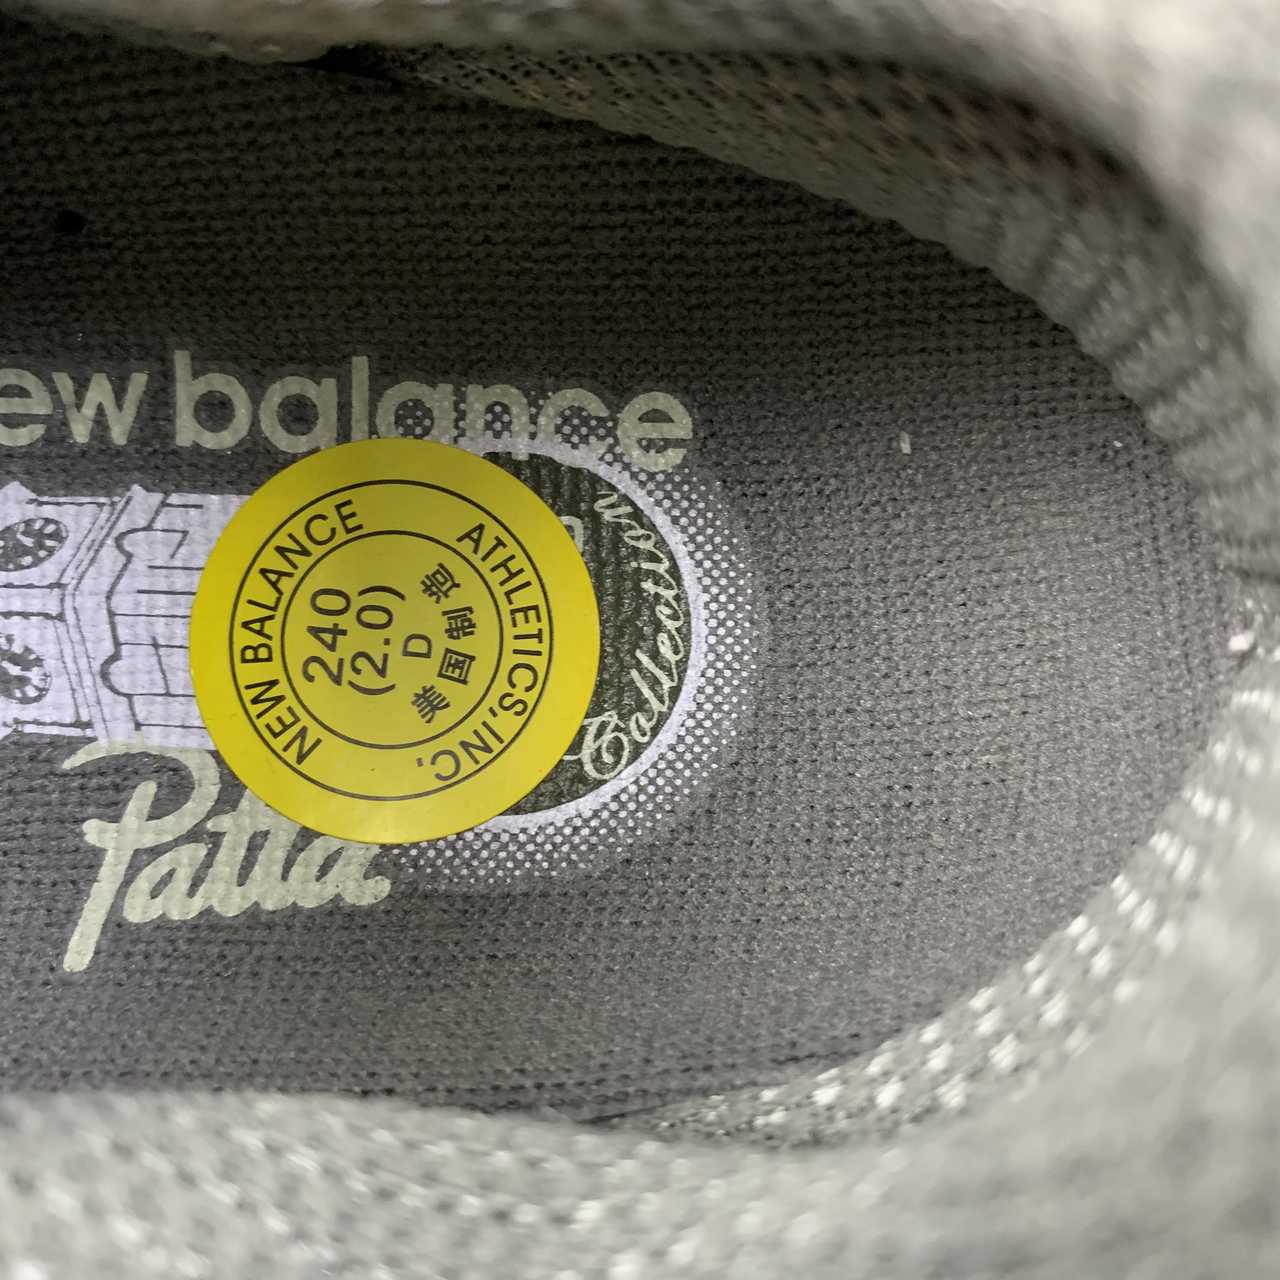 ew balance
NEW BALANCE ATHLETICS, INC.
240
(2.0)
D
美国制造
Collection
Patta